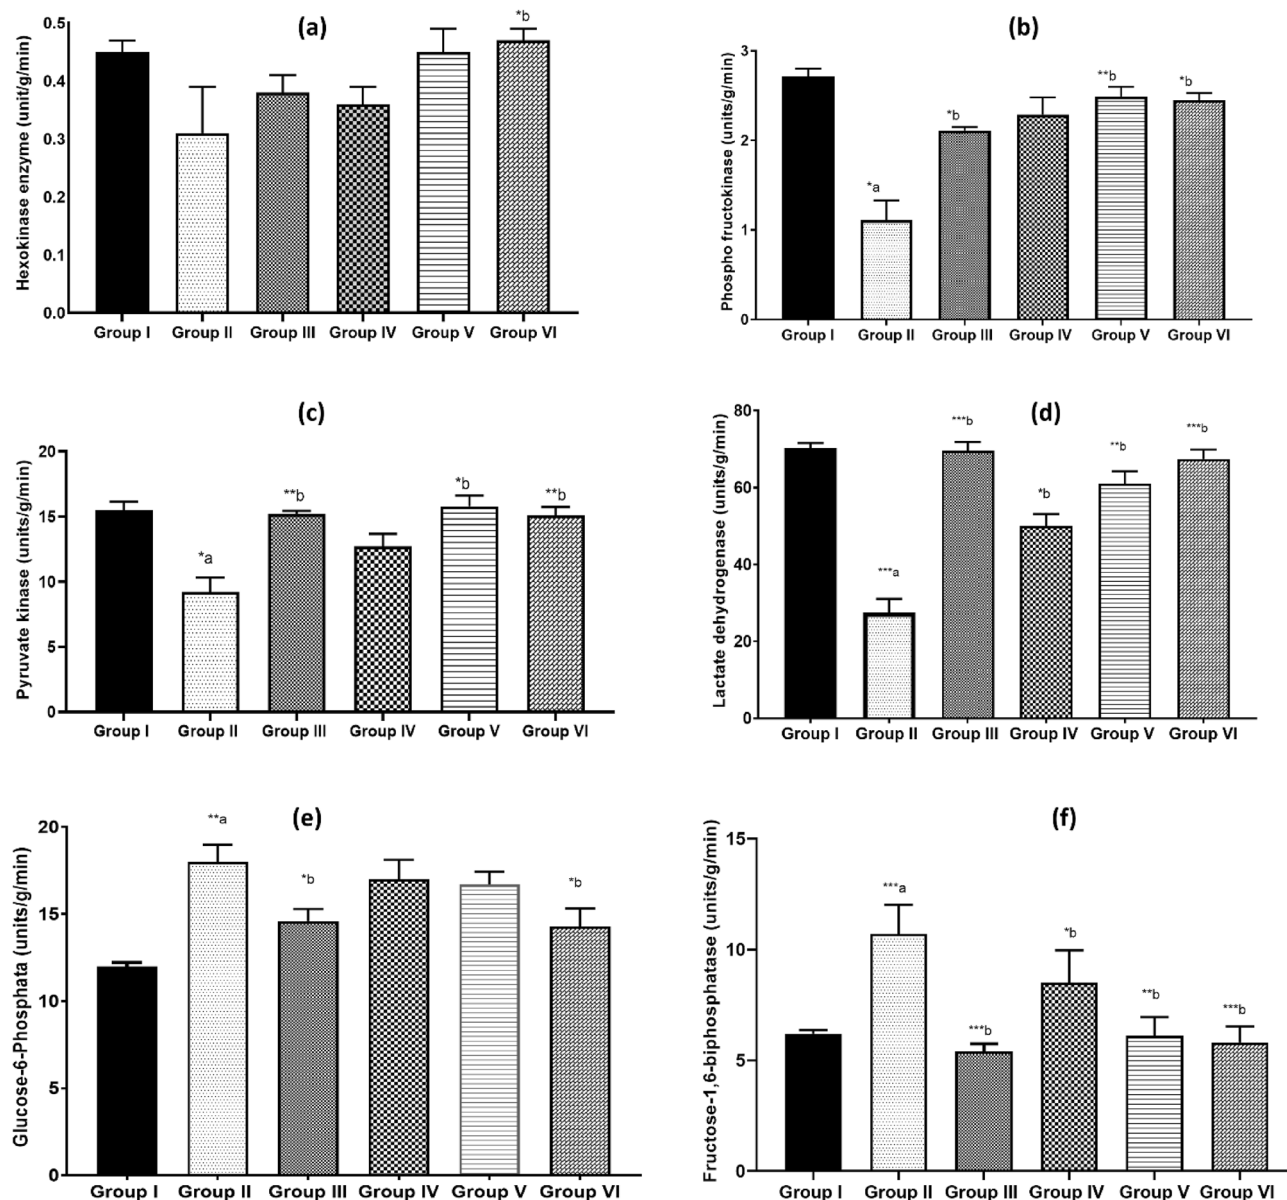 (a)
Hexokinase enzyme (unit/g/min)
0.5
0.4
0.3
0.2
0.1
0.0
*b
Group I Group II Group III Group IV Group V Group VI
(b)
Phospho fructokinase (units/g/min)
3
2
1
0
*a
*b
**b
*b
Group I Group II Group III Group IV Group V Group VI
(c)
Pyruvate kinase (units/g/min)
20
15
10
5
0
*a
**b
*b
**b
Group I Group II Group III Group IV Group V Group VI
(d)
Lactate dehydrogenase (units/g/min)
80
60
40
20
0
***a
***b
*b
**b
***b
Group I Group II Group III Group IV Group V Group VI
(e)
Glucose-6-Phosphata (units/g/min)
20
15
10
5
0
**a
*b
*b
Group I Group II Group III Group IV Group V Group VI
(f)
Fructose-1,6-biphosphatase (units/g/min)
15
10
5
0
***a
***b
*b
**b
***b
Group I Group II Group III Group IV Group V Group VI